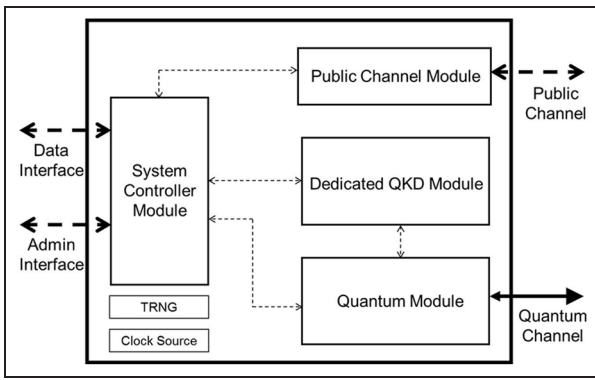 Public Channel Module
Public
Channel
Data
Interface
System
Controller
Module
Dedicated QKD Module
Admin
Interface
TRNG
Quantum Module
Clock Source
Quantum
Channel